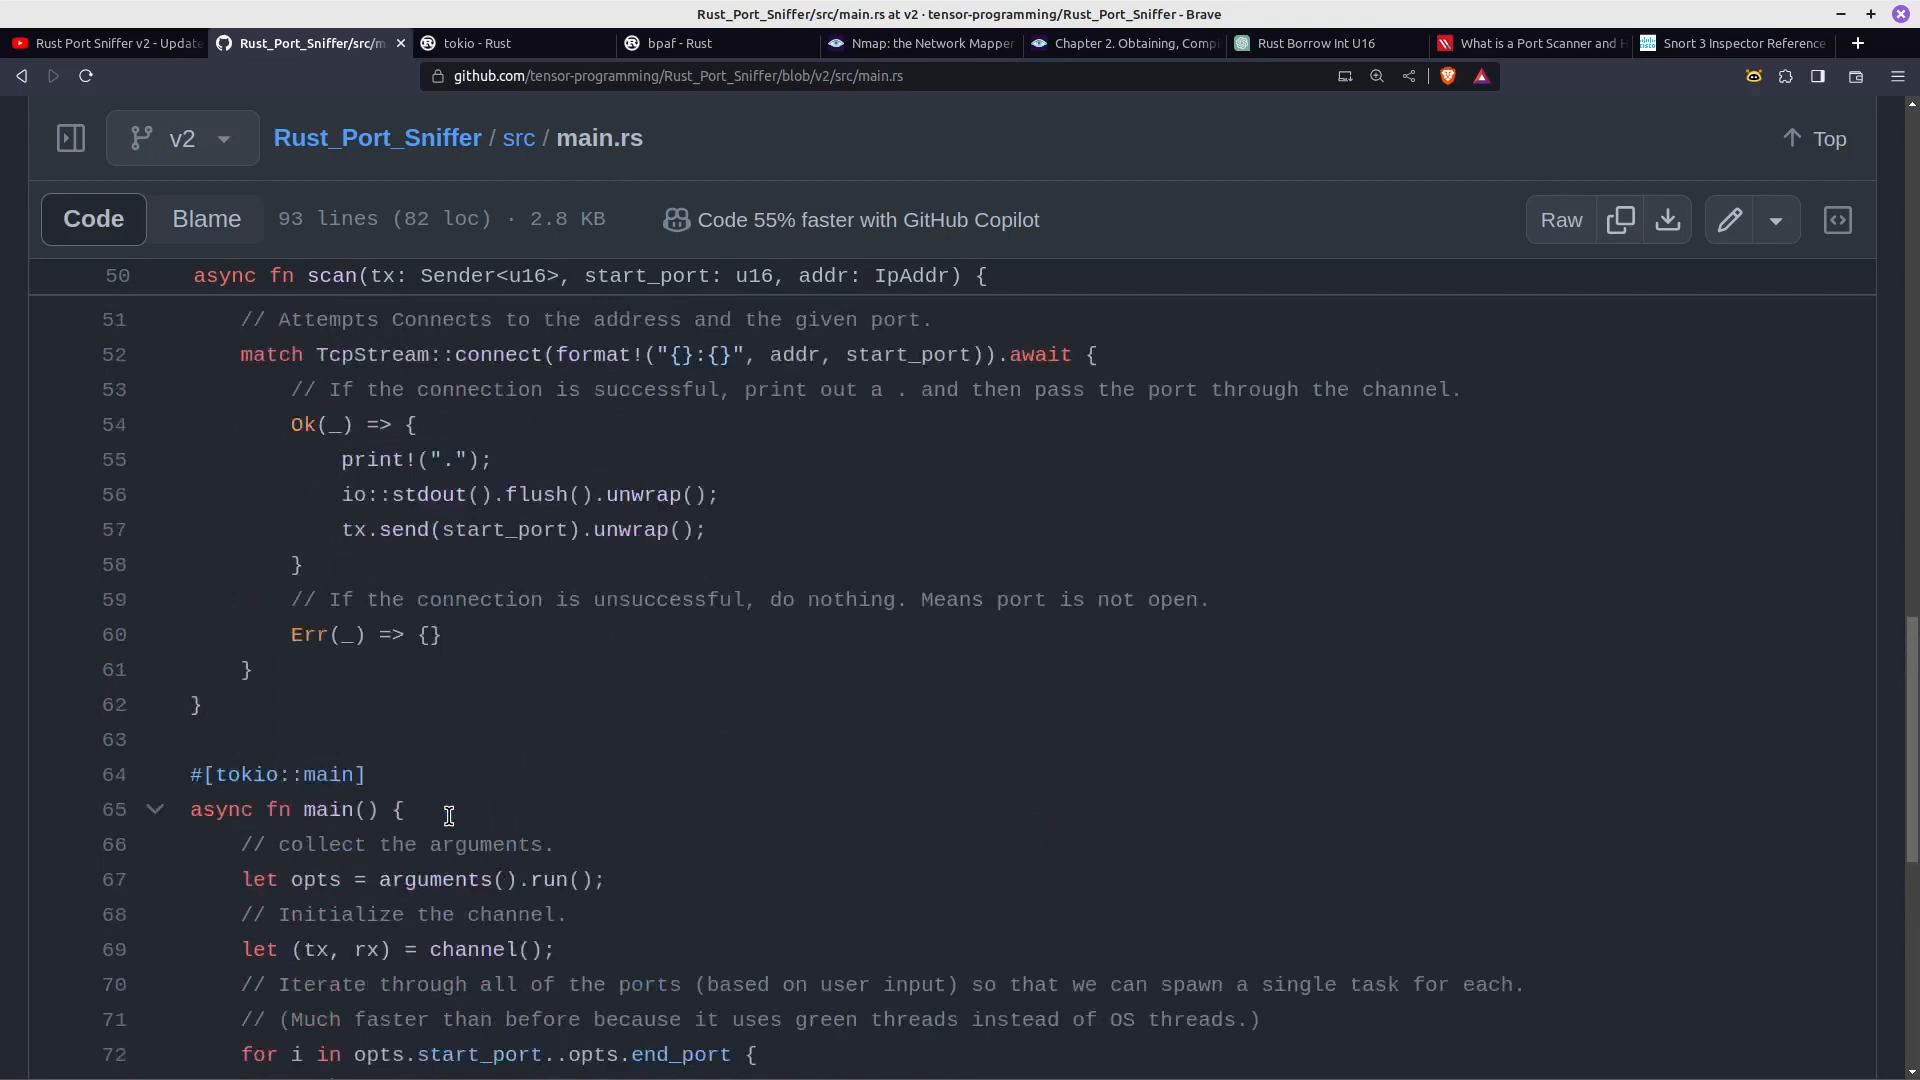 Rust_Port_Sniffer/src/main.rs at v2 · tensor-programming/Rust_Port_Sniffer - Brave
Rust Port Sniffer v2 - Update
Rust_Port_Sniffer/src/m
tokio - Rust
bpaf - Rust
Nmap: the Network Mapper
Chapter 2. Obtaining, Compi
Rust Borrow Int U16
What is a Port Scanner and H
Snort 3 Inspector Reference
github.com/tensor-programming/Rust_Port_Sniffer/blob/v2/src/main.rs
v2
Rust_Port_Sniffer / src / main.rs
Top
Code
Blame
93 lines (82 loc) · 2.8 KB
Code 55% faster with GitHub Copilot
Raw
50 async fn scan(tx: Sender<u16>, start_port: u16, addr: IpAddr) {
51 // Attempts Connects to the address and the given port.
52 match TcpStream::connect(format!("{}:{}", addr, start_port)).await {
53 // If the connection is successful, print out a . and then pass the port through the channel.
54 Ok(_) => {
55 print!(".");
56 io::stdout().flush().unwrap();
57 tx.send(start_port).unwrap();
58 }
59 // If the connection is unsuccessful, do nothing. Means port is not open.
60 Err(_) => {}
61 }
62 }
63
64 #[tokio::main]
65 async fn main() {
66 // collect the arguments.
67 let opts = arguments().run();
68 // Initialize the channel.
69 let (tx, rx) = channel();
70 // Iterate through all of the ports (based on user input) so that we can spawn a single task for each.
71 // (Much faster than before because it uses green threads instead of OS threads.)
72 for i in opts.start_port..opts.end_port {